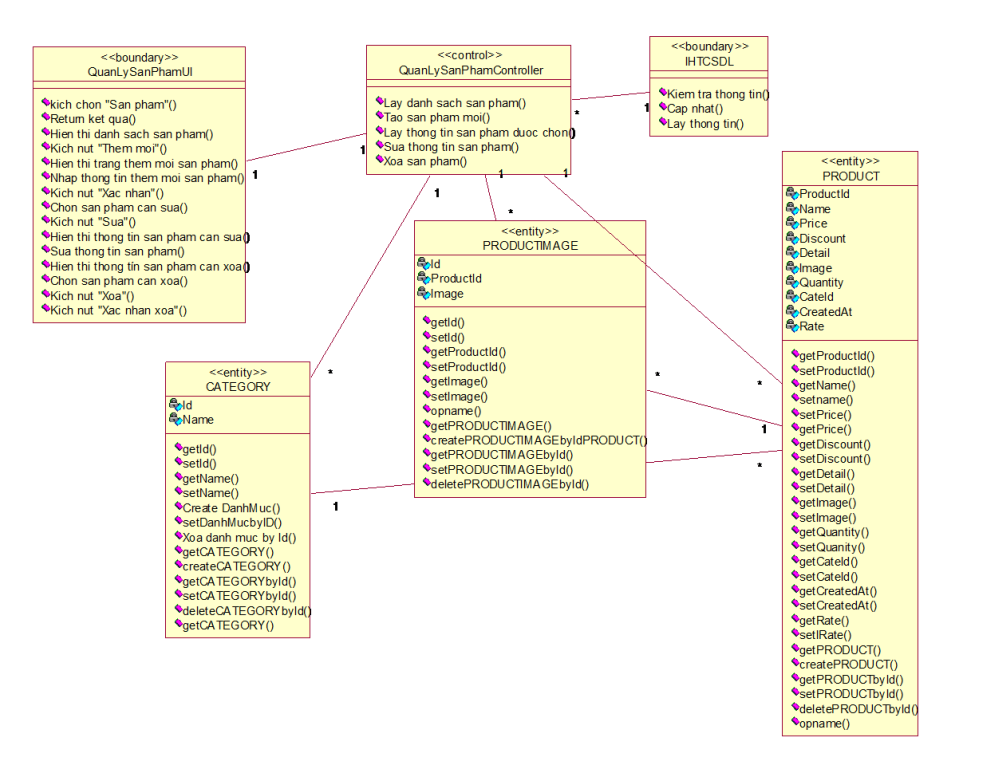 <<boundary>>
QuanLySanPhamUI
kich chon "San pham"()
Return ket qua()
Hien thi danh sach san pham()
Kich nut "Them moi"()
Hien thi trang them moi san pham()
Nhap thong tin them moi san pham()
Kich nut "Xac nhan"()
Chon san pham can sua()
Kich nut "Sua"()
Hien thi thong tin san pham can sua()
Sua thong tin san pham()
Hien thi thong tin san pham can xoa()
Chon san pham can xoa()
Kich nut "Xoa"()
Kich nut "Xac nhan xoa"()
1
1
<<control>>
QuanLySanPhamController
Lay danh sach san pham()
Tao san pham moi()
Lay thong tin san pham duoc chon()
Sua thong tin san pham()
Xoa san pham()
*
1
<<boundary>>
IHTCSDL
Kiem tra thong tin()
Cap nhat()
Lay thong tin()
1
1
1
*
*
*
<<entity>>
PRODUCTIMAGE
Id
ProductId
Image
getId()
setId()
getProductId()
setProductId()
getImage()
setImage()
opname()
getPRODUCTIMAGE()
createPRODUCTIMAGEbyIdPRODUCT()
getPRODUCTIMAGEbyId()
setPRODUCTIMAGEbyId()
deletePRODUCTIMAGEbyId()
*
1
<<entity>>
CATEGORY
Id
Name
getId()
setId()
getName()
setName()
Create DanhMuc()
setDanhMucbyID()
Xoa danh muc by Id()
getCATEGORY()
createCATEGORY()
getCATEGORYbyId()
setCATEGORYbyId()
deleteCATEGORYbyId()
getCATEGORY()
1
*
<<entity>>
PRODUCT
ProductId
Name
Price
Discount
Detail
Image
Quantity
CateId
CreatedAt
Rate
getProductId()
setProductId()
getName()
setname()
setPrice()
getPrice()
getDiscount()
setDiscount()
getDetail()
setDetail()
getImage()
setImage()
getQuantity()
setQuanity()
getCateId()
setCateId()
getCreatedAt()
setCreatedAt()
getRate()
setlRate()
getPRODUCT()
createPRODUCT()
getPRODUCTbyId()
setPRODUCTbyId()
deletePRODUCTbyId()
opname()